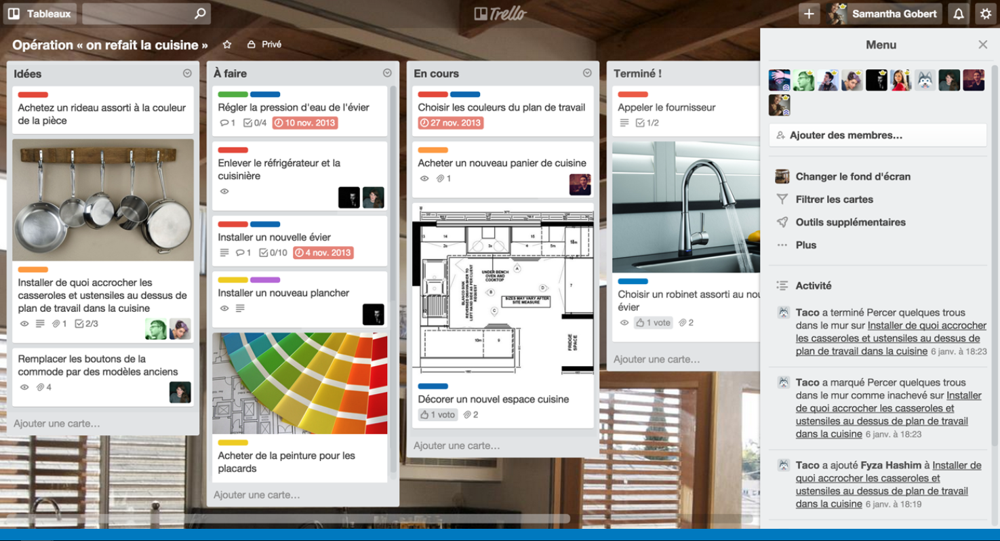 Tableaux
Trello
Samantha Gobert
Opération « on refait la cuisine »
Privé
Idées
Achetez un rideau assorti à la couleur
de la pièce
Installer de quoi accrocher les
casseroles et ustensiles au dessus de
plan de travail dans la cuisine
1
2/3
Remplacer les boutons de la
commode par des modèles anciens
4
Ajouter une carte…
À faire
Régler la pression d'eau de l'évier
1 0/4 10 nov. 2013
Enlever le réfrigérateur et la
cuisinière
Installer un nouvelle évier
1 0/10 4 nov. 2013
Installer un nouveau plancher
Acheter de la peinture pour les
placards
Ajouter une carte…
En cours
Choisir les couleurs du plan de travail
27 nov. 2013
Acheter un nouveau panier de cuisine
1
UNDER BENCH
OVEN AND
COOKTOP
BLANCO SINK
REVERSED DISHWASHER TO
LEFT HAND SIDE AS PER CLIENT
REQUEST
SIZES MAY VARY AFTER
SITE MEASURE
A
B
C
D
FRIDGE
SPACE
Décorer un nouvel espace cuisine
1 voto 2
Ajouter une carte…
Terminé !
Appeler le fournisseur
1/2
Choisir un robinet assorti au nou
évier
1 vote 2
Ajouter une carte…
Menu
Ajouter des membres…
Changer le fond d'écran
Filtrer les cartes
Outils supplémentaires
Plus
Activité
Taco a terminé Percer quelques trous
dans le mur sur Installer de quoi accrocher
les casseroles et ustensiles au dessus de
plan de travail dans la cuisine 6 janv. à 18:23
Taco a marqué Percer quelques trous
dans le mur comme inachevé sur Installer
de quoi accrocher les casseroles et
ustensiles au dessus de plan de travail
dans la cuisine 6 janv. à 18:23
Taco a ajouté Fyza Hashim à Installer de
quoi accrocher les casseroles et
ustensiles au dessus de plan de travail
dans la cuisine 6 janv. à 18:19